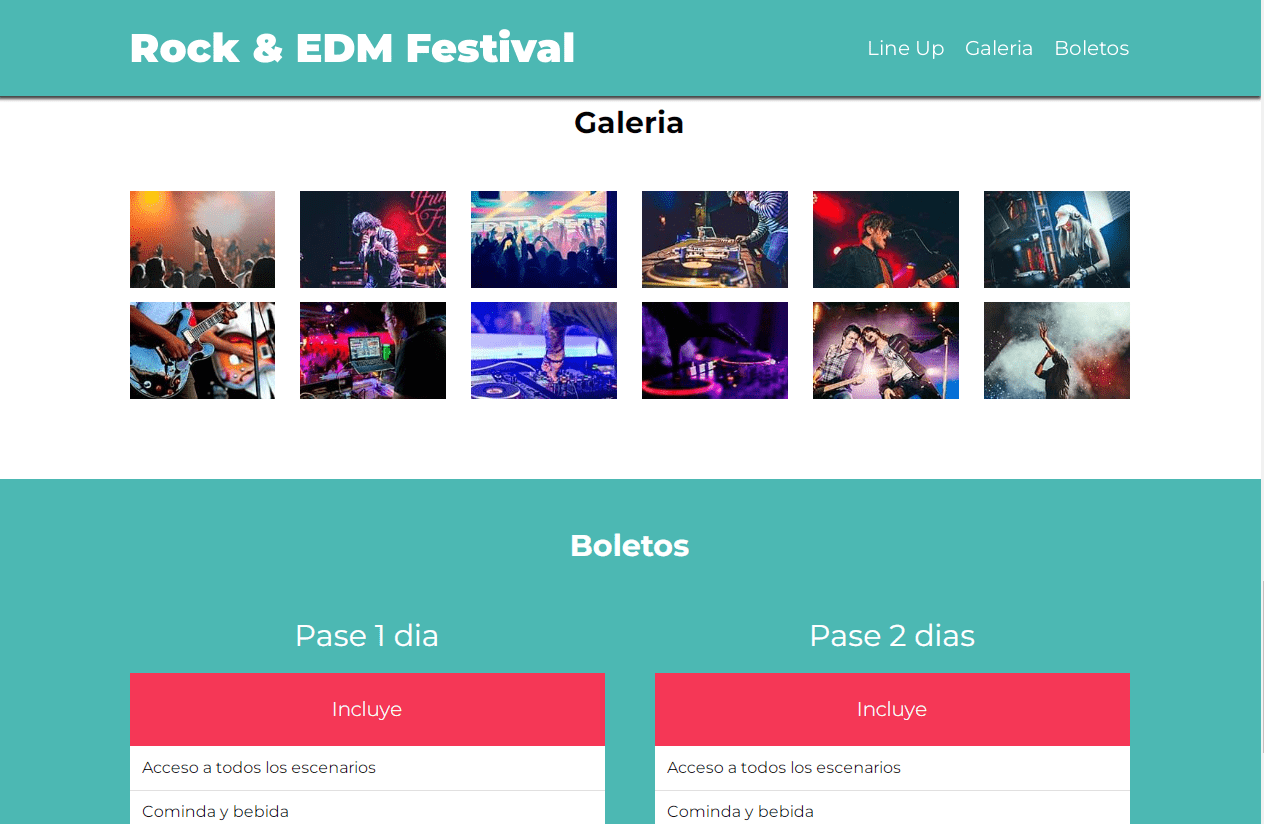 Rock & EDM Festival
Line Up Galeria Boletos
Galeria
Boletos
Pase 1 dia
Incluye
Acceso a todos los escenarios
Cominda y bebida
Pase 2 dias
Incluye
Acceso a todos los escenarios
Cominda y bebida